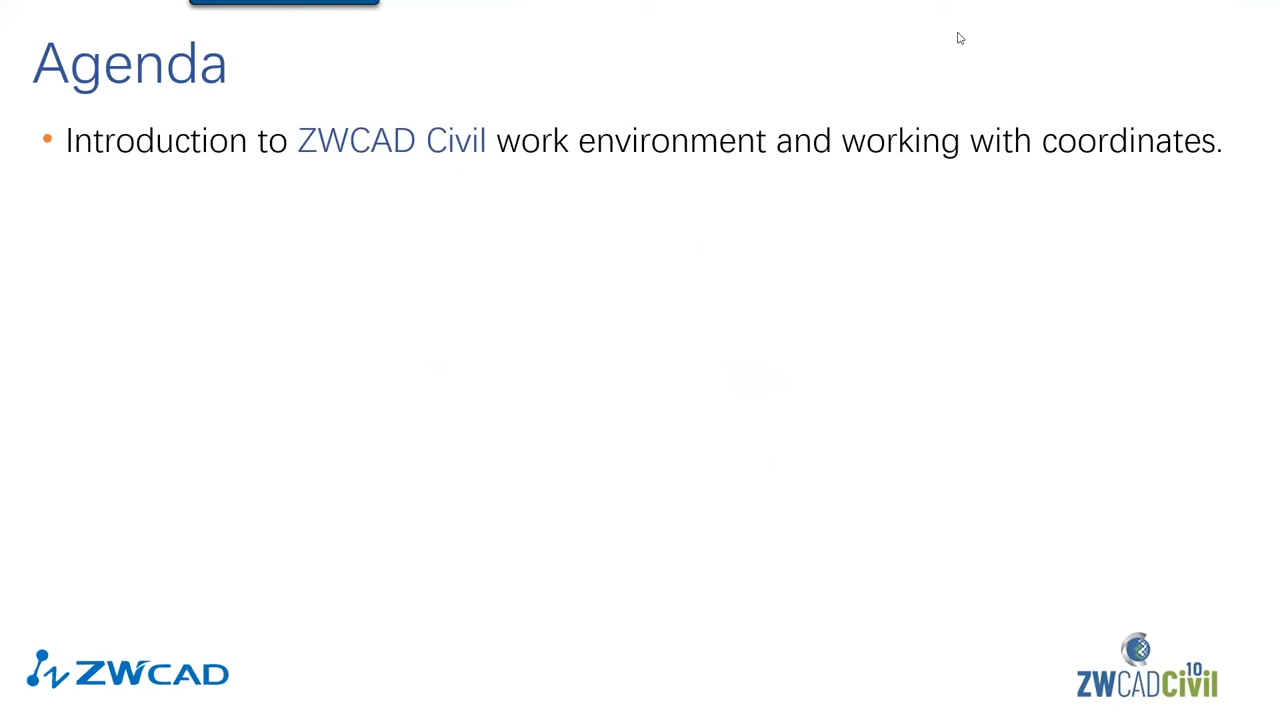 Agenda
• Introduction to ZWCAD Civil work environment and working with coordinates.
ZWCAD
10
ZWCADCivil